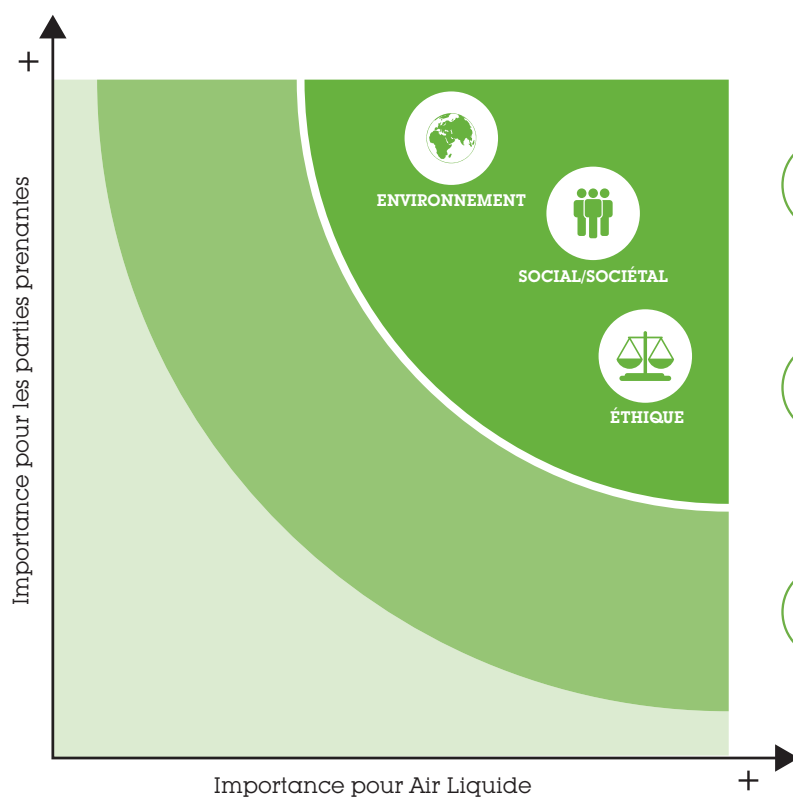 +
Importance pour les parties prenantes
ENVIRONNEMENT
SOCIAL/SOCIÉTAL
ÉTHIQUE
Importance pour Air Liquide
+